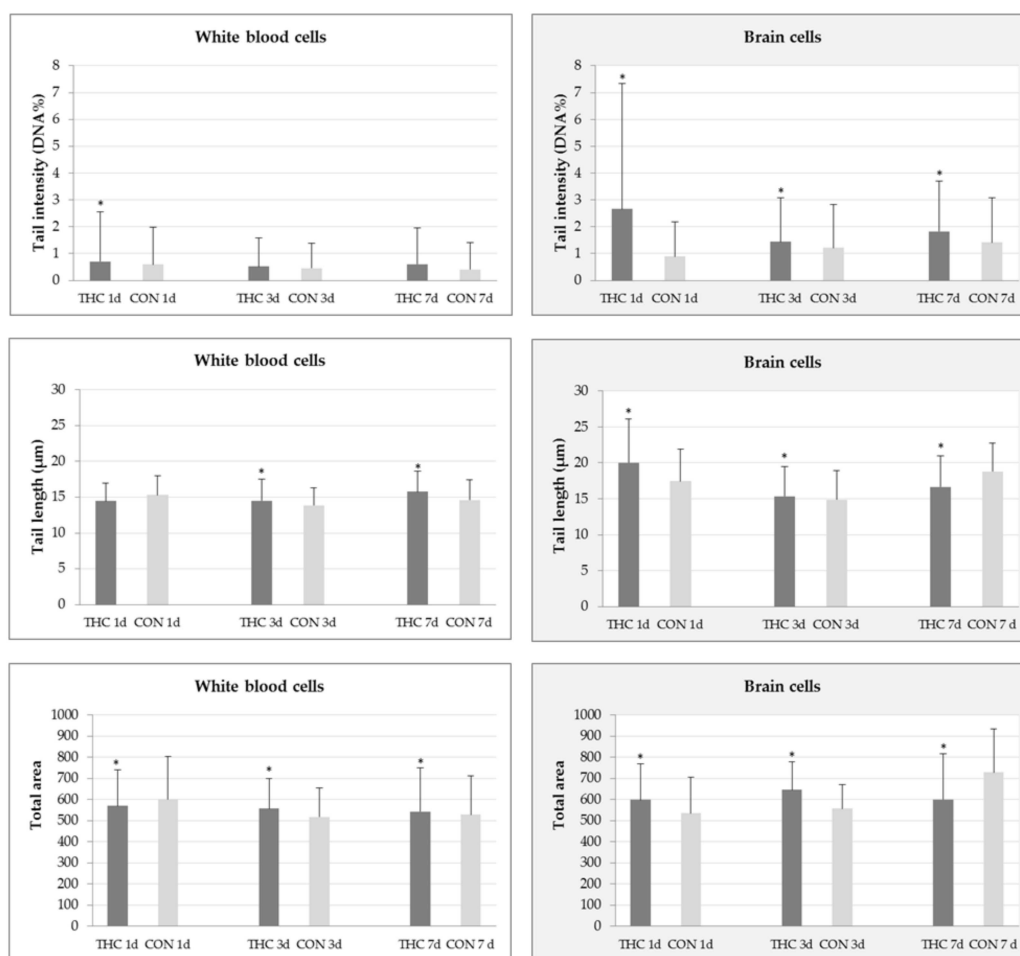 White blood cells
Tail intensity (DNA%)
8
7
6
5
4
3
2
1
0
*
THC 1d CON 1d THC 3d CON 3d THC 7d CON 7d
Brain cells
Tail intensity (DNA%)
8
7
6
5
4
3
2
1
0
* * *
THC 1d CON 1d THC 3d CON 3d THC 7d CON 7d
White blood cells
Tail length (µm)
30
25
20
15
10
5
0
* *
THC 1d CON 1d THC 3d CON 3d THC 7d CON 7d
Brain cells
Tail length (µm)
30
25
20
15
10
5
0
* * *
THC 1d CON 1d THC 3d CON 3d THC 7d CON 7 d
White blood cells
Total area
1000
900
800
700
600
500
400
300
200
100
0
* * *
THC 1d CON 1d THC 3d CON 3d THC 7d CON 7 d
Brain cells
Total area
1000
900
800
700
600
500
400
300
200
100
0
* * *
THC 1d CON 1d THC 3d CON 3d THC 7d CON 7 d